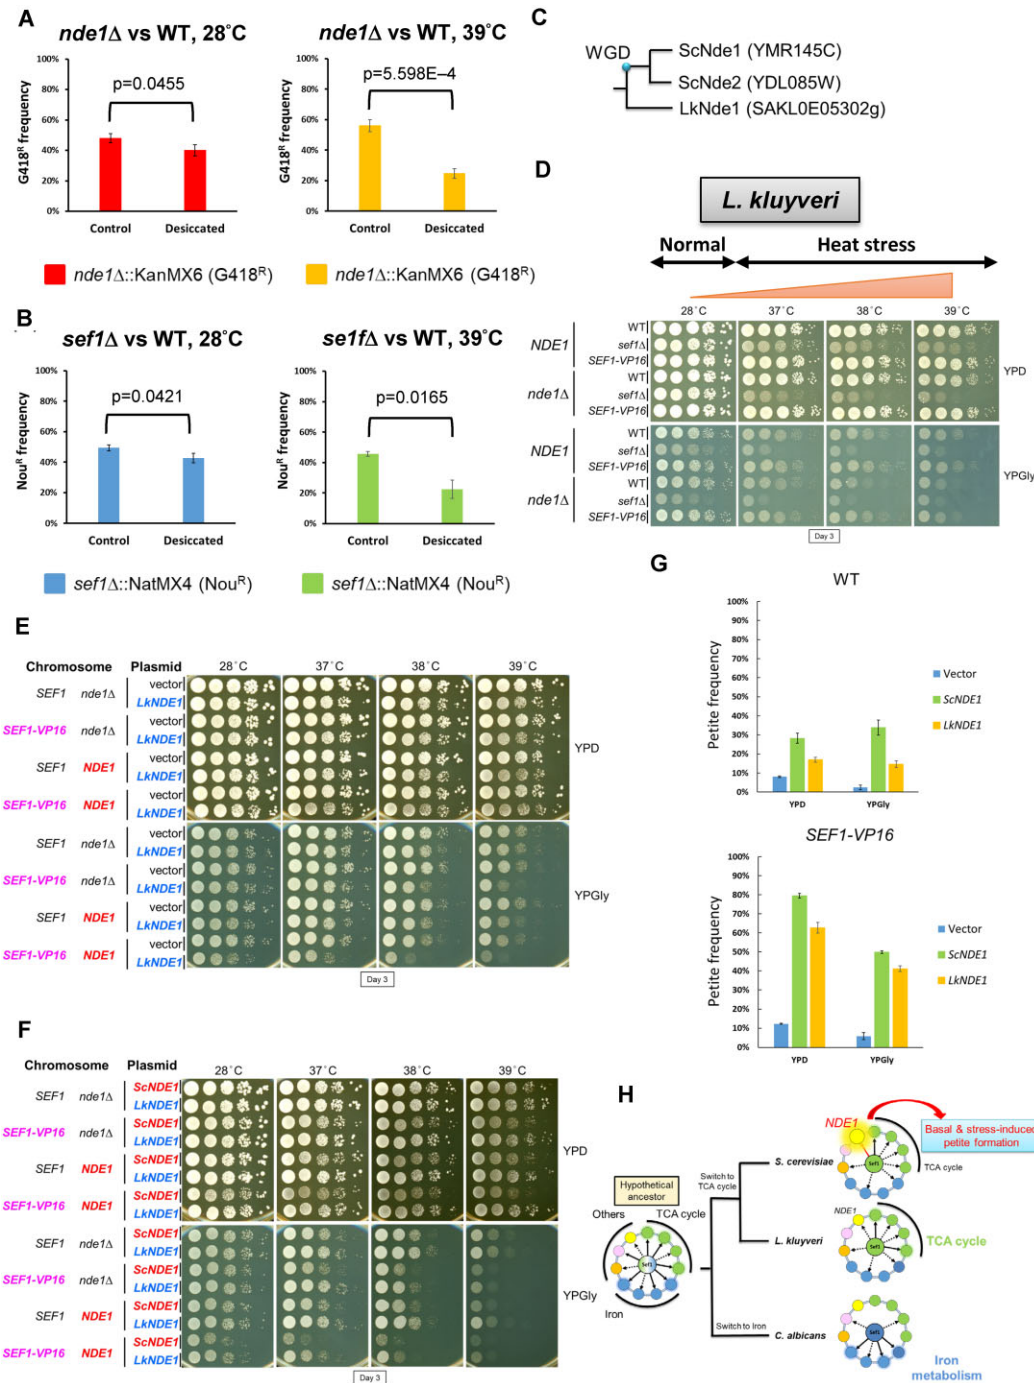 A
nde1Δ vs WT, 28˚C
nde1Δ vs WT, 39˚C
G418R frequency
100%
80%
60%
40%
20%
0%
p=0.0455
Control
Desiccated
G418R frequency
100%
80%
60%
40%
20%
0%
p=5.598E–4
Control
Desiccated
nde1Δ::KanMX6 (G418R)
nde1Δ::KanMX6 (G418R)
B
sef1Δ vs WT, 28˚C
se1fΔ vs WT, 39˚C
NouR frequency
100%
80%
60%
40%
20%
0%
p=0.0421
Control
Desiccated
NouR frequency
100%
80%
60%
40%
20%
0%
p=0.0165
Control
Desiccated
sef1Δ::NatMX4 (NouR)
sef1Δ::NatMX4 (NouR)
C
WGD
ScNde1 (YMR145C)
ScNde2 (YDL085W)
LkNde1 (SAKL0E05302g)
D
L. kluyveri
Normal
Heat stress
28˚C
37˚C
38˚C
39˚C
NDE1
WT
sef1Δ
SEF1-VP16
nde1Δ
WT
sef1Δ
SEF1-VP16
YPD
NDE1
WT
sef1Δ
SEF1-VP16
nde1Δ
WT
sef1Δ
SEF1-VP16
YPGly
Day 3
E
Chromosome
Plasmid
28˚C
37˚C
38˚C
39˚C
SEF1 nde1Δ
vector
LkNDE1
SEF1-VP16 nde1Δ
vector
LkNDE1
SEF1 NDE1
vector
LkNDE1
SEF1-VP16 NDE1
vector
LkNDE1
YPD
SEF1 nde1Δ
vector
LkNDE1
SEF1-VP16 nde1Δ
vector
LkNDE1
SEF1 NDE1
vector
LkNDE1
SEF1-VP16 NDE1
vector
LkNDE1
YPGly
Day 3
F
Chromosome
Plasmid
28˚C
37˚C
38˚C
39˚C
SEF1 nde1Δ
ScNDE1
LkNDE1
SEF1-VP16 nde1Δ
ScNDE1
LkNDE1
SEF1 NDE1
ScNDE1
LkNDE1
SEF1-VP16 NDE1
ScNDE1
LkNDE1
YPD
SEF1 nde1Δ
ScNDE1
LkNDE1
SEF1-VP16 nde1Δ
ScNDE1
LkNDE1
SEF1 NDE1
ScNDE1
LkNDE1
SEF1-VP16 NDE1
ScNDE1
LkNDE1
YPGly
Day 3
G
WT
Petite frequency
100%
90%
80%
70%
60%
50%
40%
30%
20%
10%
0%
YPD
YPGly
Vector
ScNDE1
LkNDE1
SEF1-VP16
Petite frequency
100%
90%
80%
70%
60%
50%
40%
30%
20%
10%
0%
YPD
YPGly
Vector
ScNDE1
LkNDE1
H
Hypothetical
ancestor
Others
TCA cycle
Sef1
Iron
Switch to
TCA cycle
Switch to Iron
S. cerevisiae
NDE1
Sef1
TCA cycle
Basal & stress-induced
petite formation
L. kluyveri
NDE1
Sef1
TCA cycle
C. albicans
Sef1
Iron
metabolism